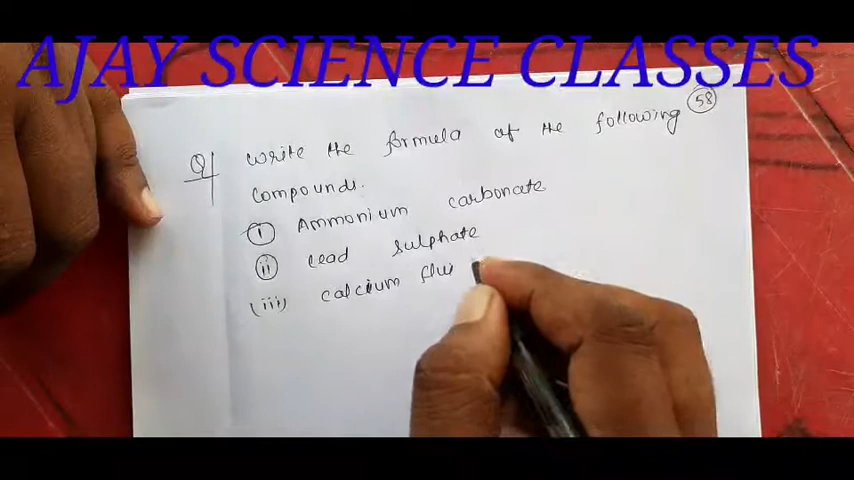 AJAY SCIENCE CLASSES
58
Q Write the formula of the following
compounds.
(i) Ammonium carbonate
(ii) Lead sulphate
(iii) calcium flu